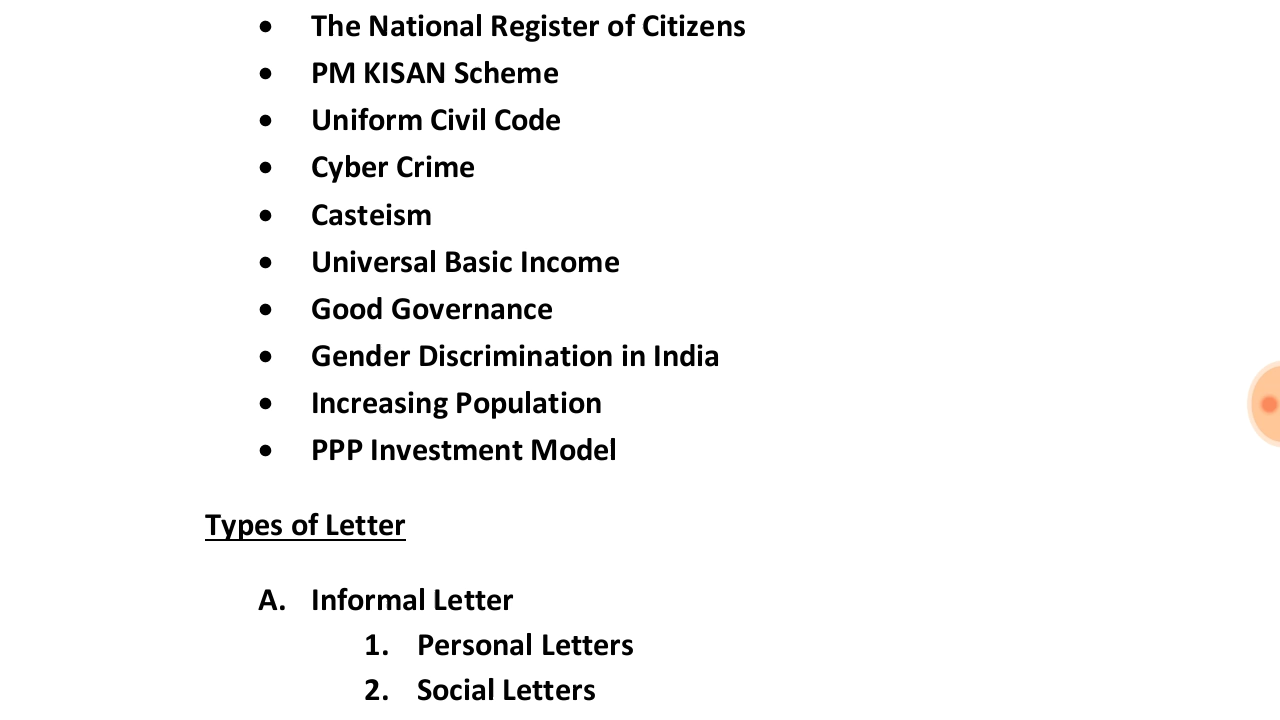 • The National Register of Citizens
• PM KISAN Scheme
• Uniform Civil Code
• Cyber Crime
• Casteism
• Universal Basic Income
• Good Governance
• Gender Discrimination in India
• Increasing Population
• PPP Investment Model
Types of Letter
A. Informal Letter
1. Personal Letters
2. Social Letters